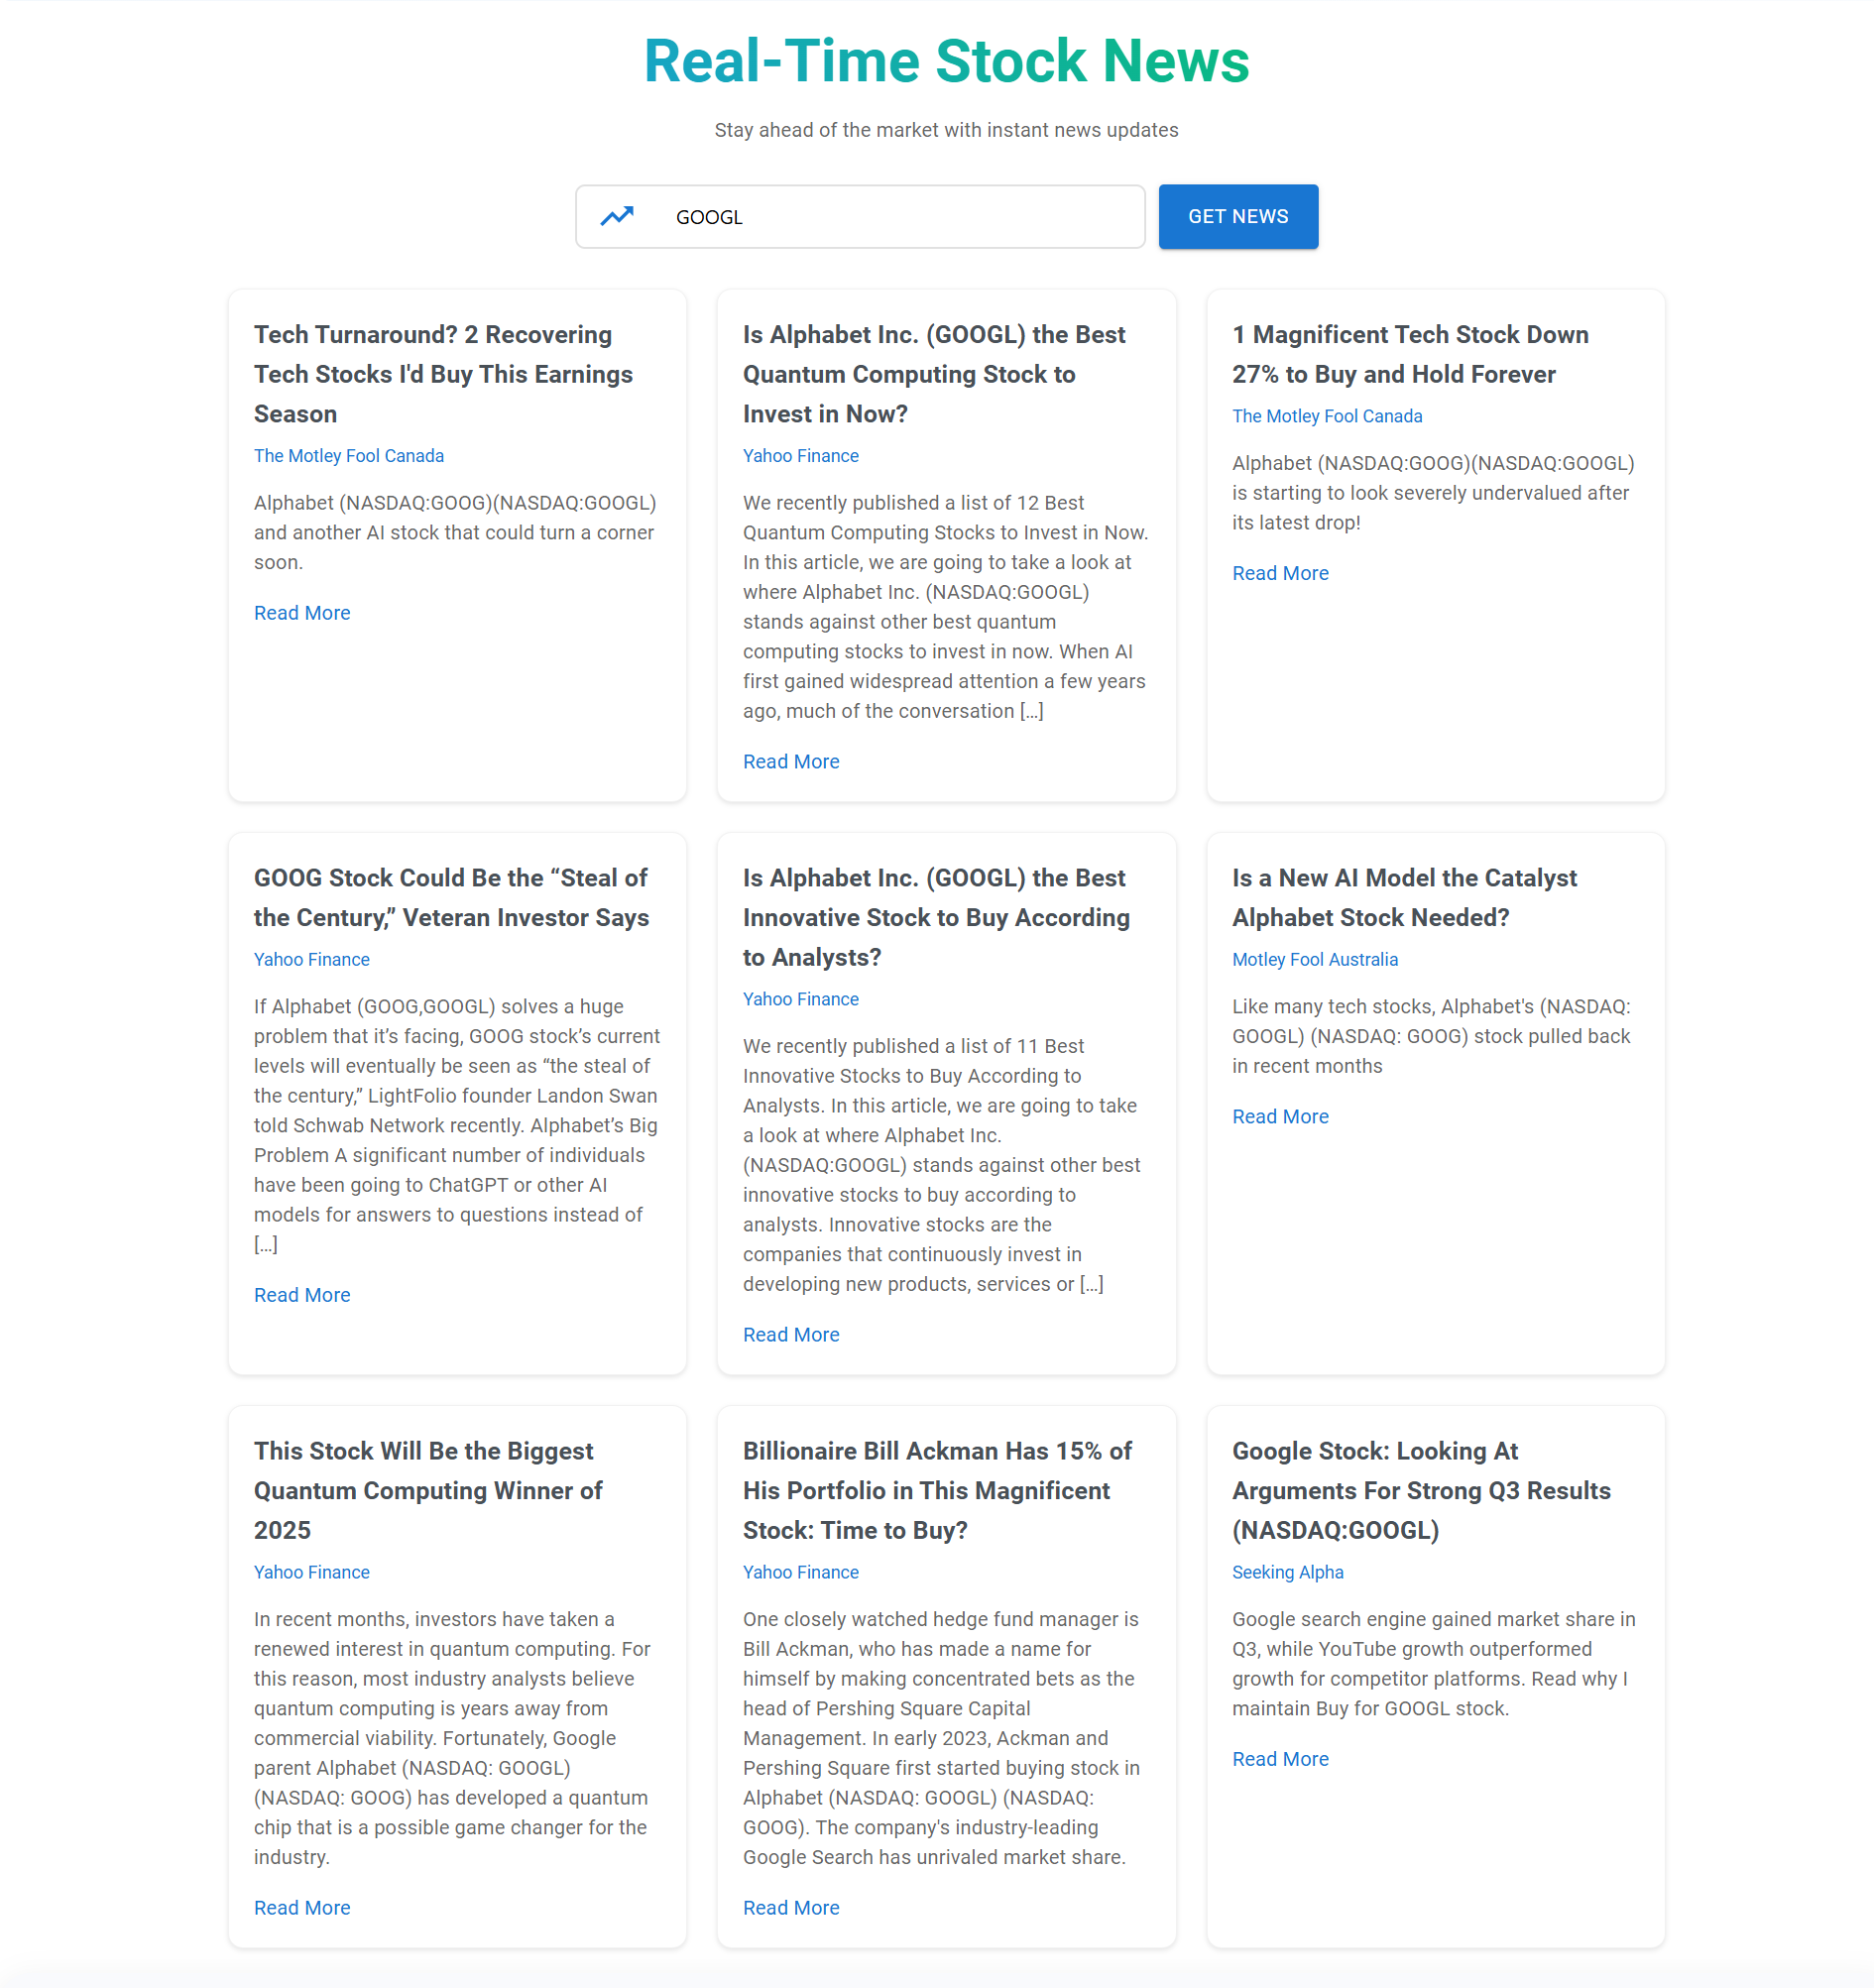 Real-Time Stock News
Stay ahead of the market with instant news updates
GOOGL
GET NEWS
Tech Turnaround? 2 Recovering
Tech Stocks I'd Buy This Earnings
Season
The Motley Fool Canada
Alphabet (NASDAQ:GOOG)(NASDAQ:GOOGL)
and another AI stock that could turn a corner
soon.
Read More
Is Alphabet Inc. (GOOGL) the Best
Quantum Computing Stock to
Invest in Now?
Yahoo Finance
We recently published a list of 12 Best
Quantum Computing Stocks to Invest in Now.
In this article, we are going to take a look at
where Alphabet Inc. (NASDAQ:GOOGL)
stands against other best quantum
computing stocks to invest in now. When AI
first gained widespread attention a few years
ago, much of the conversation […]
Read More
1 Magnificent Tech Stock Down
27% to Buy and Hold Forever
The Motley Fool Canada
Alphabet (NASDAQ:GOOG)(NASDAQ:GOOGL)
is starting to look severely undervalued after
its latest drop!
Read More
GOOG Stock Could Be the “Steal of
the Century,” Veteran Investor Says
Yahoo Finance
If Alphabet (GOOG,GOOGL) solves a huge
problem that it’s facing, GOOG stock’s current
levels will eventually be seen as “the steal of
the century,” LightFolio founder Landon Swan
told Schwab Network recently. Alphabet’s Big
Problem A significant number of individuals
have been going to ChatGPT or other AI
models for answers to questions instead of
[…]
Read More
Is Alphabet Inc. (GOOGL) the Best
Innovative Stock to Buy According
to Analysts?
Yahoo Finance
We recently published a list of 11 Best
Innovative Stocks to Buy According to
Analysts. In this article, we are going to take
a look at where Alphabet Inc.
(NASDAQ:GOOGL) stands against other best
innovative stocks to buy according to
analysts. Innovative stocks are the
companies that continuously invest in
developing new products, services or […]
Read More
Is a New AI Model the Catalyst
Alphabet Stock Needed?
Motley Fool Australia
Like many tech stocks, Alphabet's (NASDAQ:
GOOGL) (NASDAQ: GOOG) stock pulled back
in recent months
Read More
This Stock Will Be the Biggest
Quantum Computing Winner of
2025
Yahoo Finance
In recent months, investors have taken a
renewed interest in quantum computing. For
this reason, most industry analysts believe
quantum computing is years away from
commercial viability. Fortunately, Google
parent Alphabet (NASDAQ: GOOGL)
(NASDAQ: GOOG) has developed a quantum
chip that is a possible game changer for the
industry.
Read More
Billionaire Bill Ackman Has 15% of
His Portfolio in This Magnificent
Stock: Time to Buy?
Yahoo Finance
One closely watched hedge fund manager is
Bill Ackman, who has made a name for
himself by making concentrated bets as the
head of Pershing Square Capital
Management. In early 2023, Ackman and
Pershing Square first started buying stock in
Alphabet (NASDAQ: GOOGL) (NASDAQ:
GOOG). The company's industry-leading
Google Search has unrivaled market share.
Read More
Google Stock: Looking At
Arguments For Strong Q3 Results
(NASDAQ:GOOGL)
Seeking Alpha
Google search engine gained market share in
Q3, while YouTube growth outperformed
growth for competitor platforms. Read why I
maintain Buy for GOOGL stock.
Read More